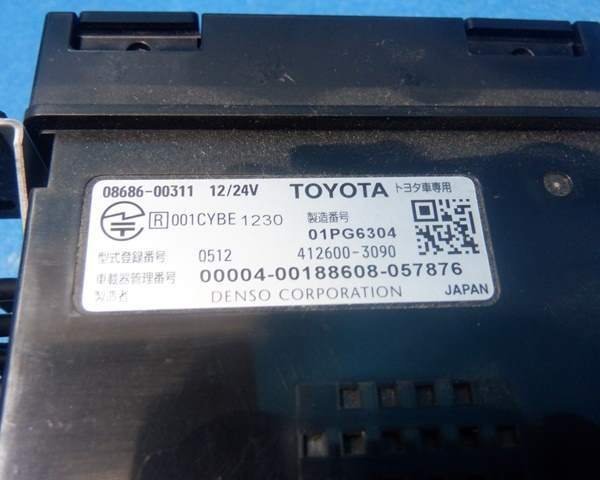 08686-00311 12/24V TOYOTA トヨタ車専用
R 001CYBE1230 製造番号
01PG6304
型式登録番号 0512 412600-3090
車載器管理番号 00004-00188608-057876
製造者 DENSO CORPORATION JAPAN